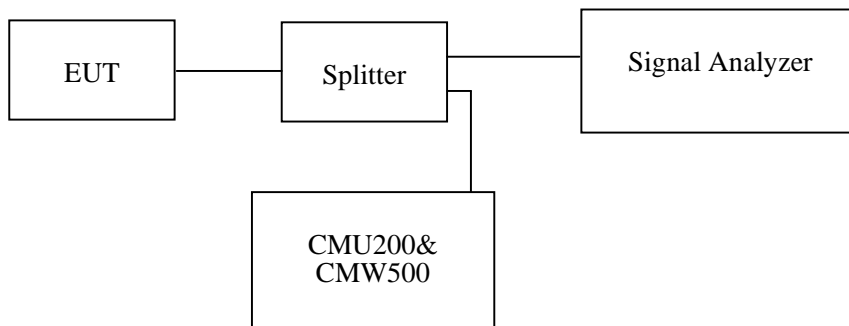 EUT
Splitter
Signal Analyzer
CMU200&
CMW500